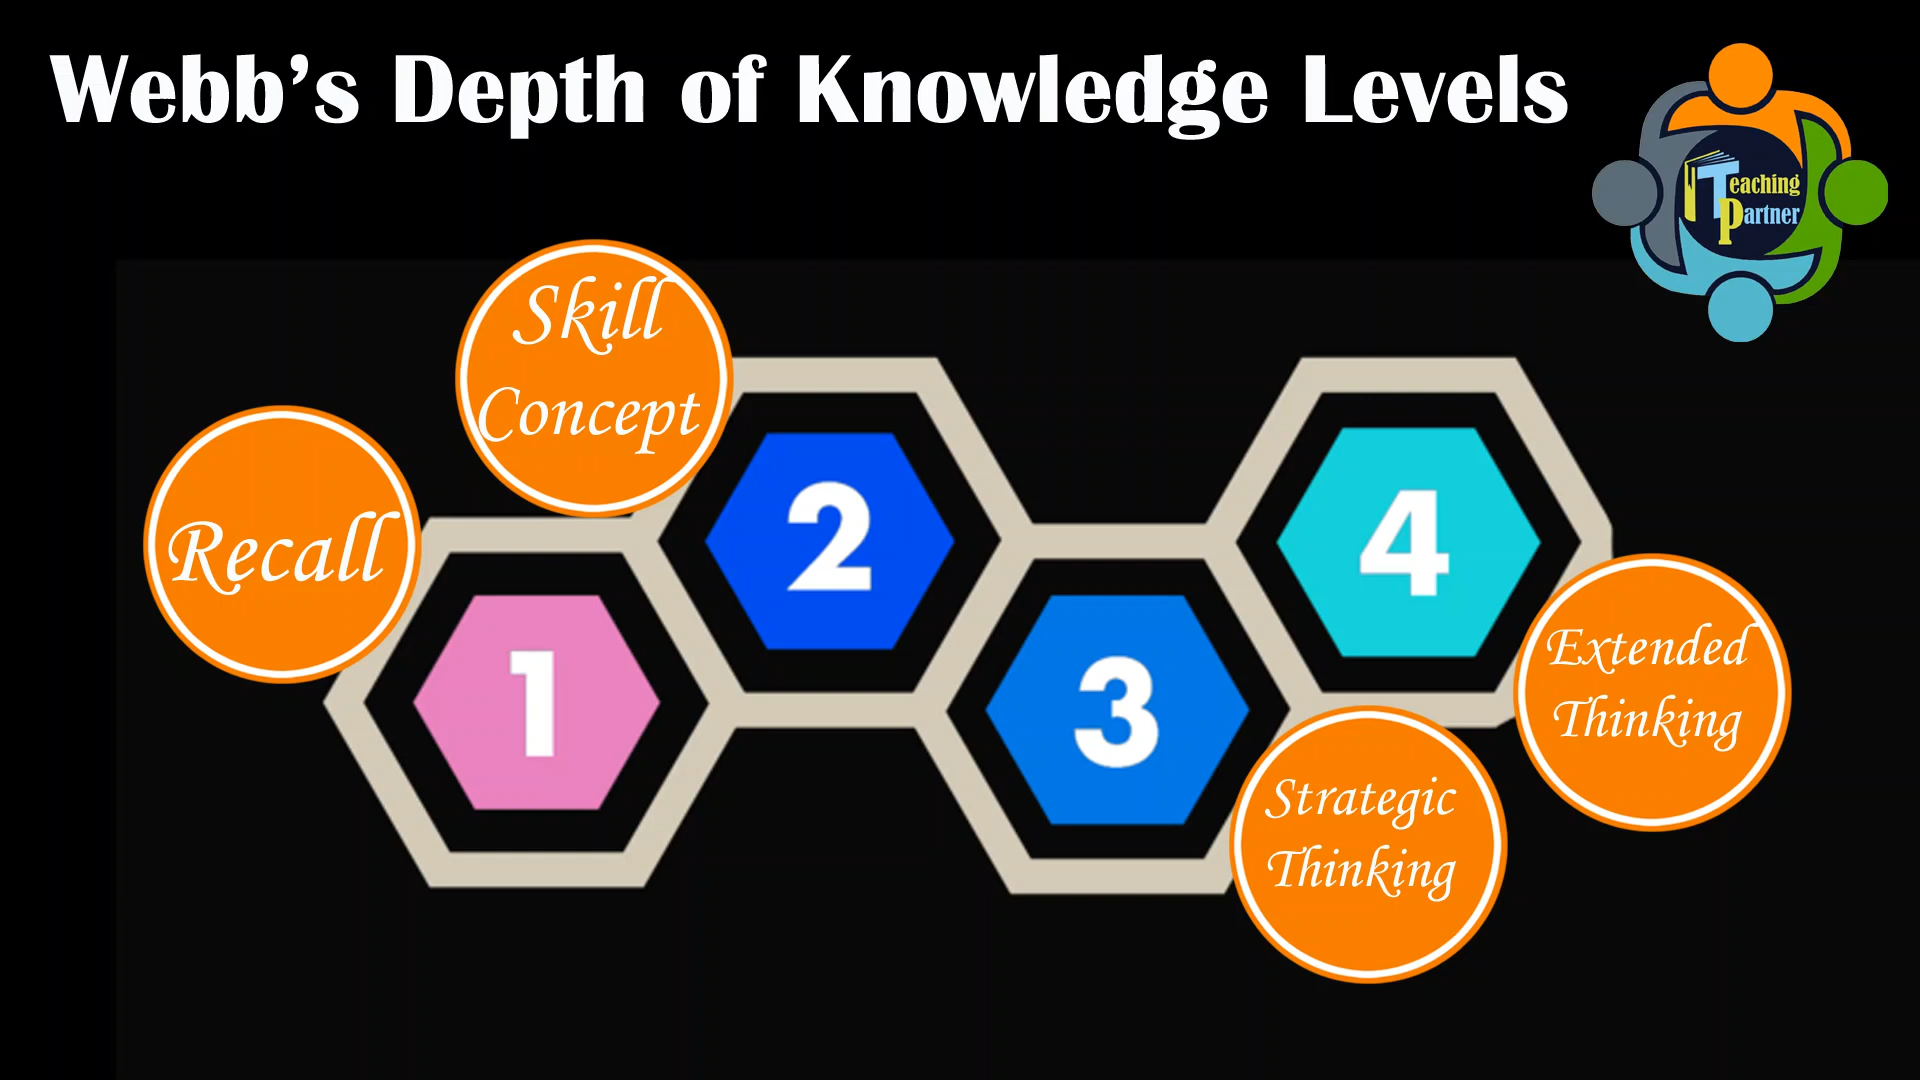 Webb’s Depth of Knowledge Levels
Teaching
Partner
Skill
Concept
Recall
2
4
1
3
Extended
Thinking
Strategic
Thinking